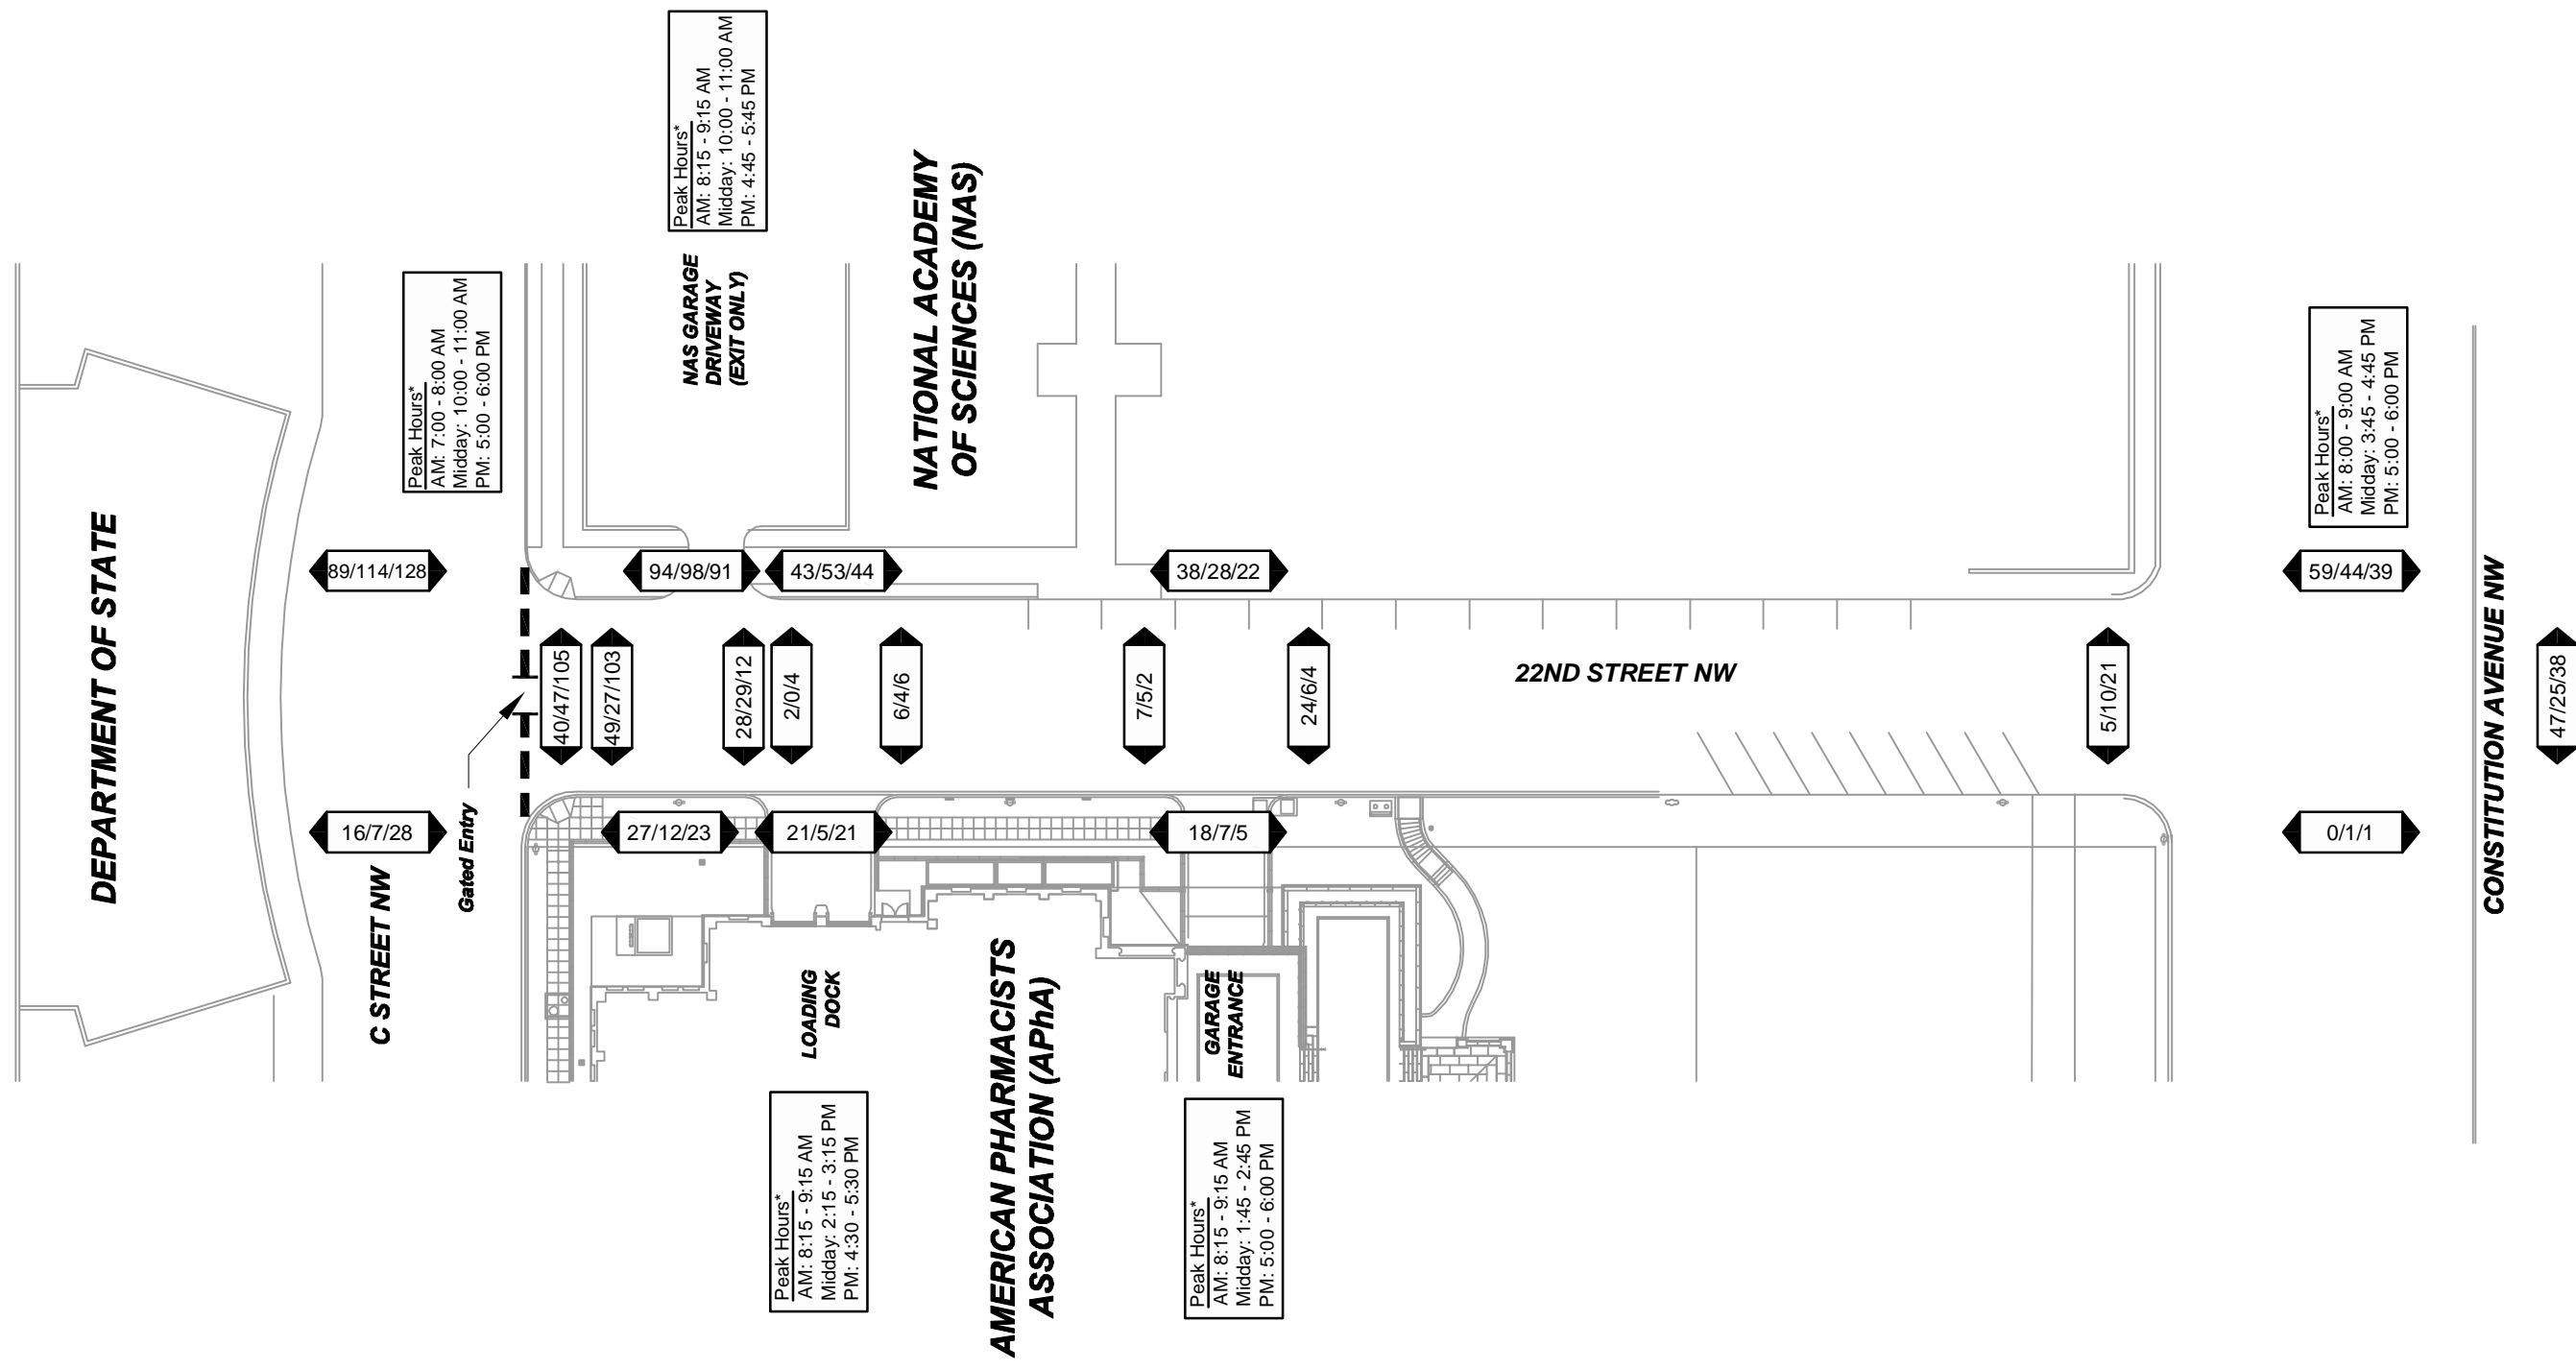 DEPARTMENT OF STATE
C STREET NW
Gated Entry
Peak Hours*
AM: 7:00 - 8:00 AM
Midday: 10:00 - 11:00 AM
PM: 5:00 - 6:00 PM
89/114/128
16/7/28
Peak Hours*
AM: 8:15 - 9:15 AM
Midday: 10:00 - 11:00 AM
PM: 4:45 - 5:45 PM
NAS GARAGE
DRIVEWAY
(EXIT ONLY)
NATIONAL ACADEMY
OF SCIENCES (NAS)
94/98/91
43/53/44
38/28/22
40/47/105
49/27/103
28/29/12
2/0/4
6/4/6
7/5/2
24/6/4
22ND STREET NW
5/10/21
27/12/23
21/5/21
18/7/5
LOADING
DOCK
Peak Hours*
AM: 8:15 - 9:15 AM
Midday: 2:15 - 3:15 PM
PM: 4:30 - 5:30 PM
AMERICAN PHARMACISTS
ASSOCIATION (APhA)
GARAGE
ENTRANCE
Peak Hours*
AM: 8:15 - 9:15 AM
Midday: 1:45 - 2:45 PM
PM: 5:00 - 6:00 PM
Peak Hours*
AM: 8:00 - 9:00 AM
Midday: 3:45 - 4:45 PM
PM: 5:00 - 6:00 PM
59/44/39
0/1/1
CONSTITUTION AVENUE NW
47/25/38